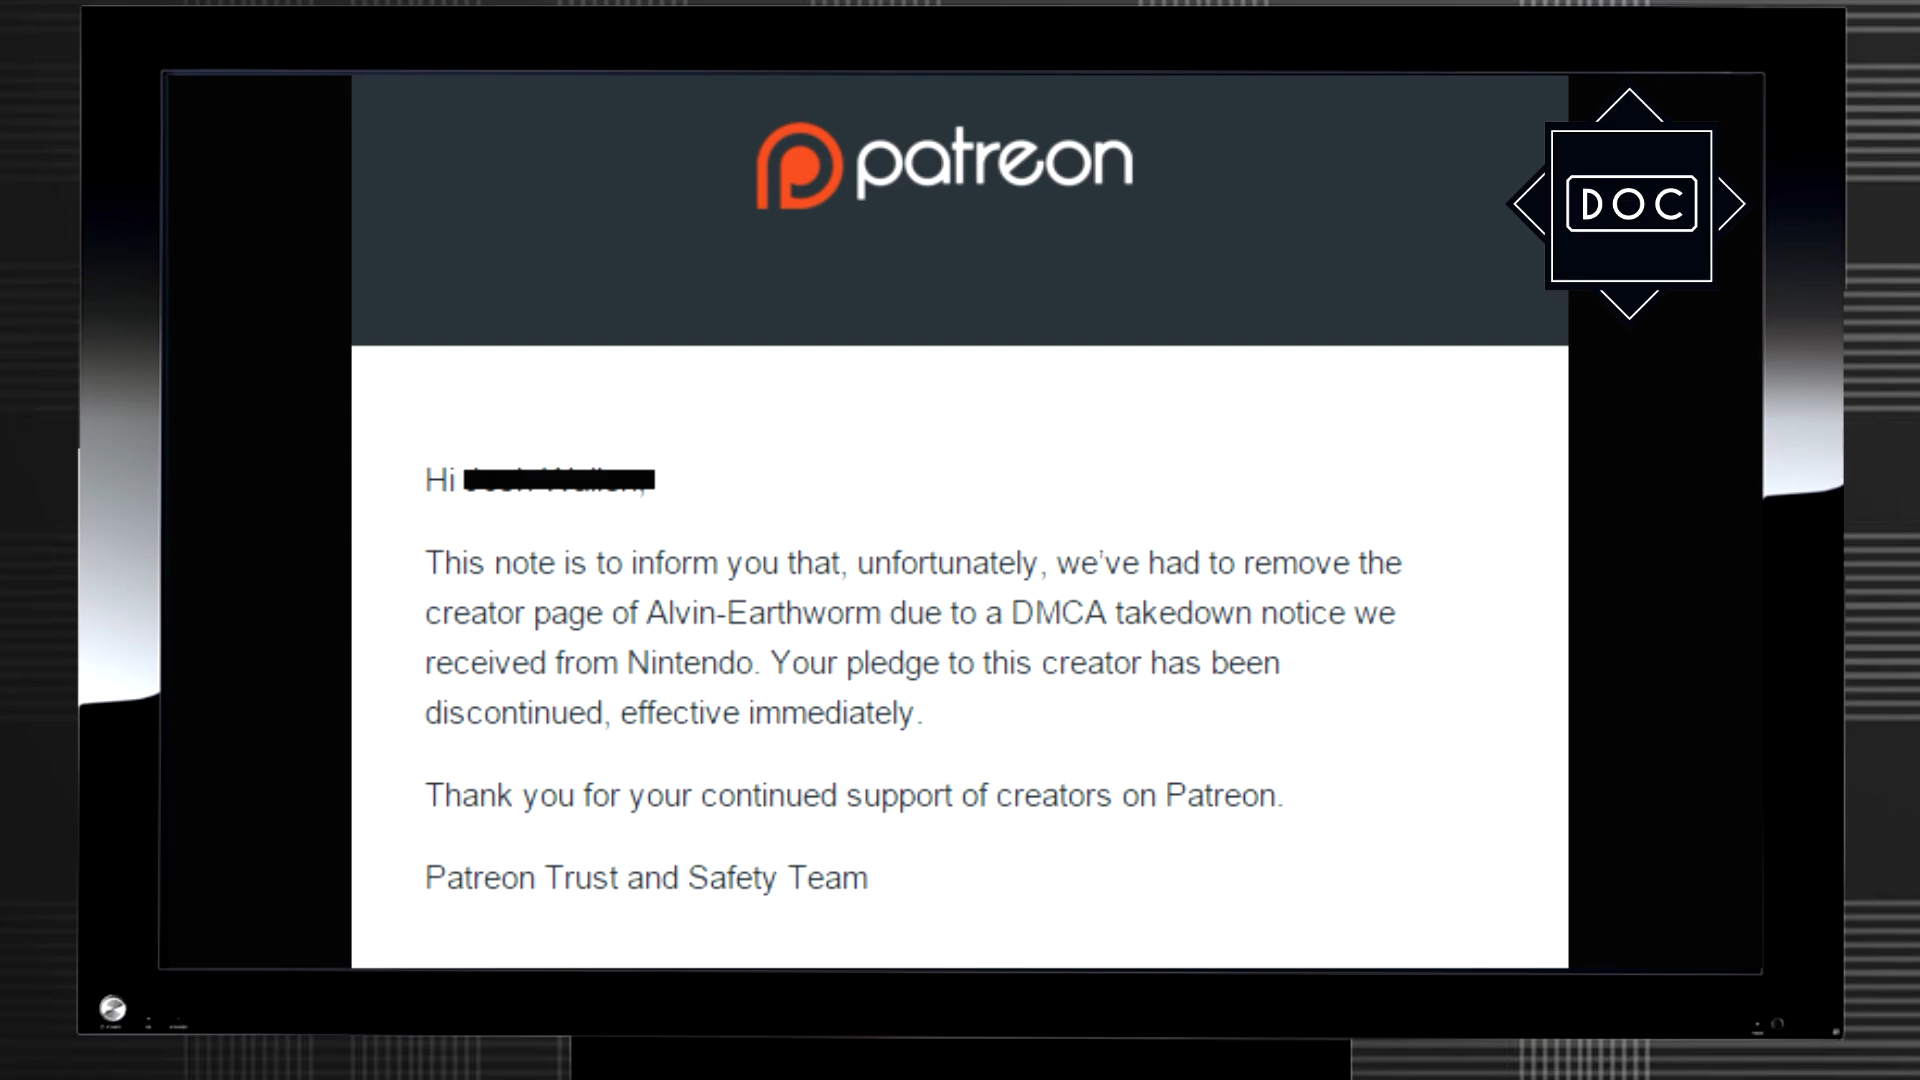 patreon
DOC
Hi
This note is to inform you that, unfortunately, we've had to remove the
creator page of Alvin-Earthworm due to a DMCA takedown notice we
received from Nintendo. Your pledge to this creator has been
discontinued, effective immediately.
Thank you for your continued support of creators on Patreon.
Patreon Trust and Safety Team